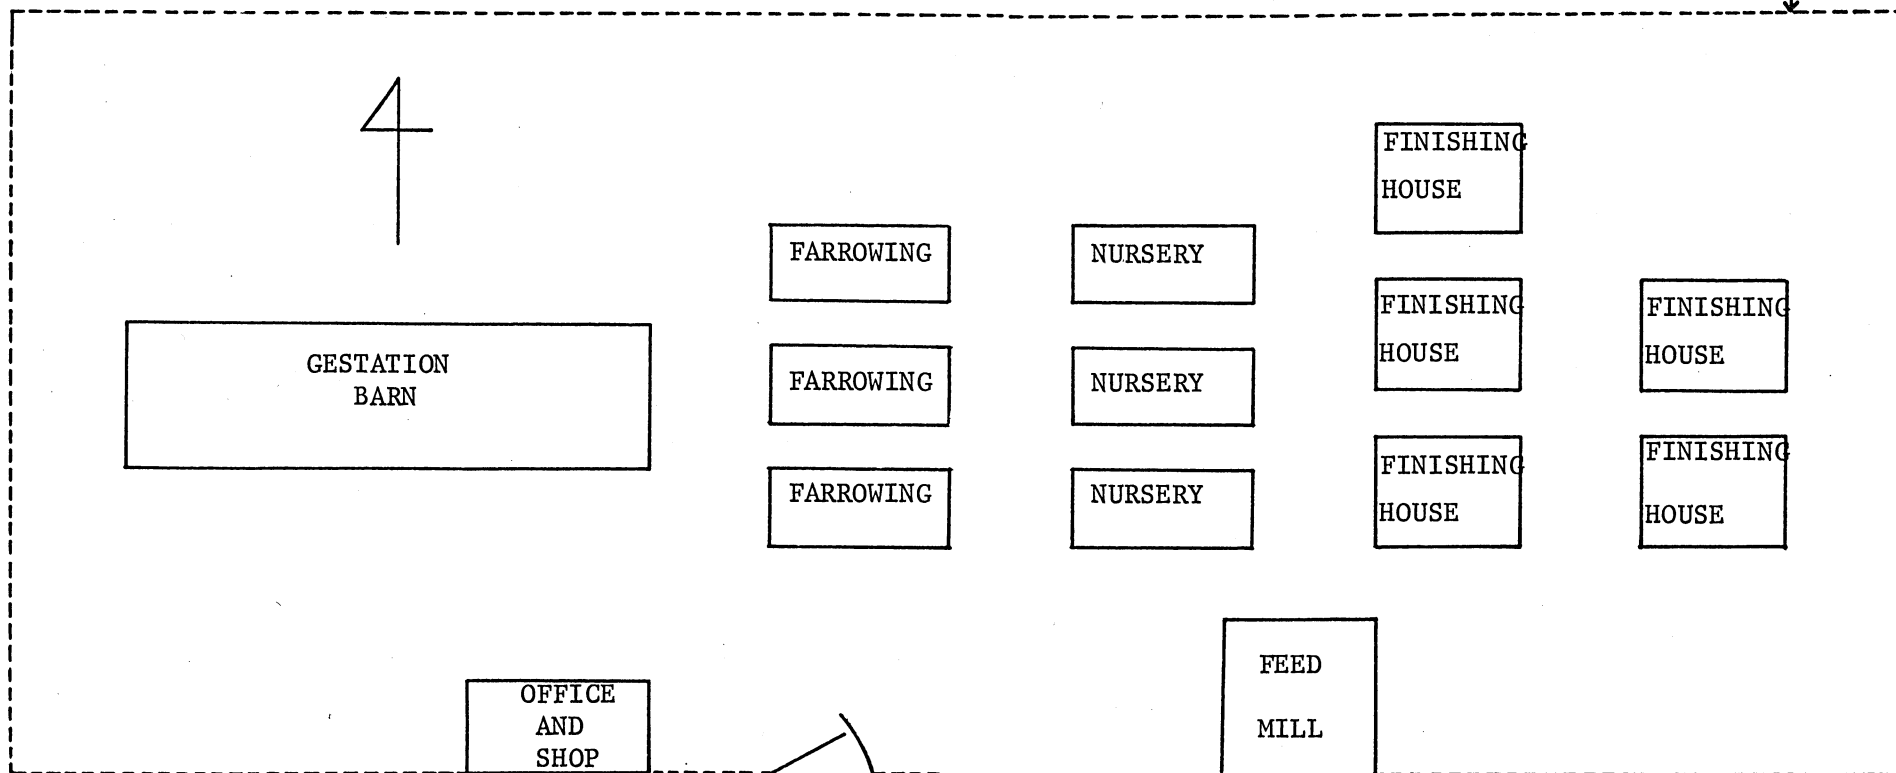 FINISHING
HOUSE
FARROWING
NURSERY
FINISHING
HOUSE
FINISHING
HOUSE
GESTATION
BARN
FARROWING
NURSERY
FARROWING
NURSERY
FINISHING
HOUSE
FINISHING
HOUSE
FEED
MILL
OFFICE
AND
SHOP